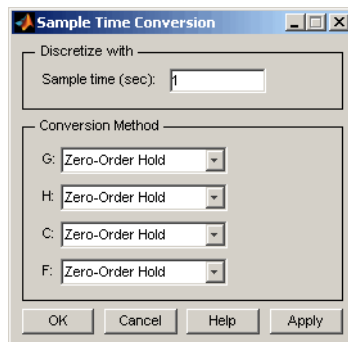 Sample Time Conversion
Discretize with
Sample time (sec): 1
Conversion Method
G: Zero-Order Hold
H: Zero-Order Hold
C: Zero-Order Hold
F: Zero-Order Hold
OK Cancel Help Apply